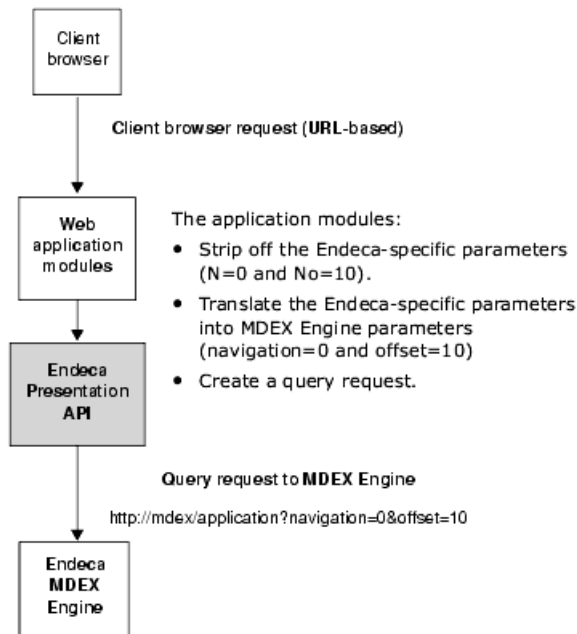 Client
browser
Client browser request (URL-based)
Web
application
modules
The application modules:
• Strip off the Endeca-specific parameters
(N=0 and No=10).
• Translate the Endeca-specific parameters
into MDEX Engine parameters
(navigation=0 and offset=10)
• Create a query request.
Endeca
Presentation
API
Query request to MDEX Engine
http://mdex/application?navigation=0&offset=10
Endeca
MDEX
Engine